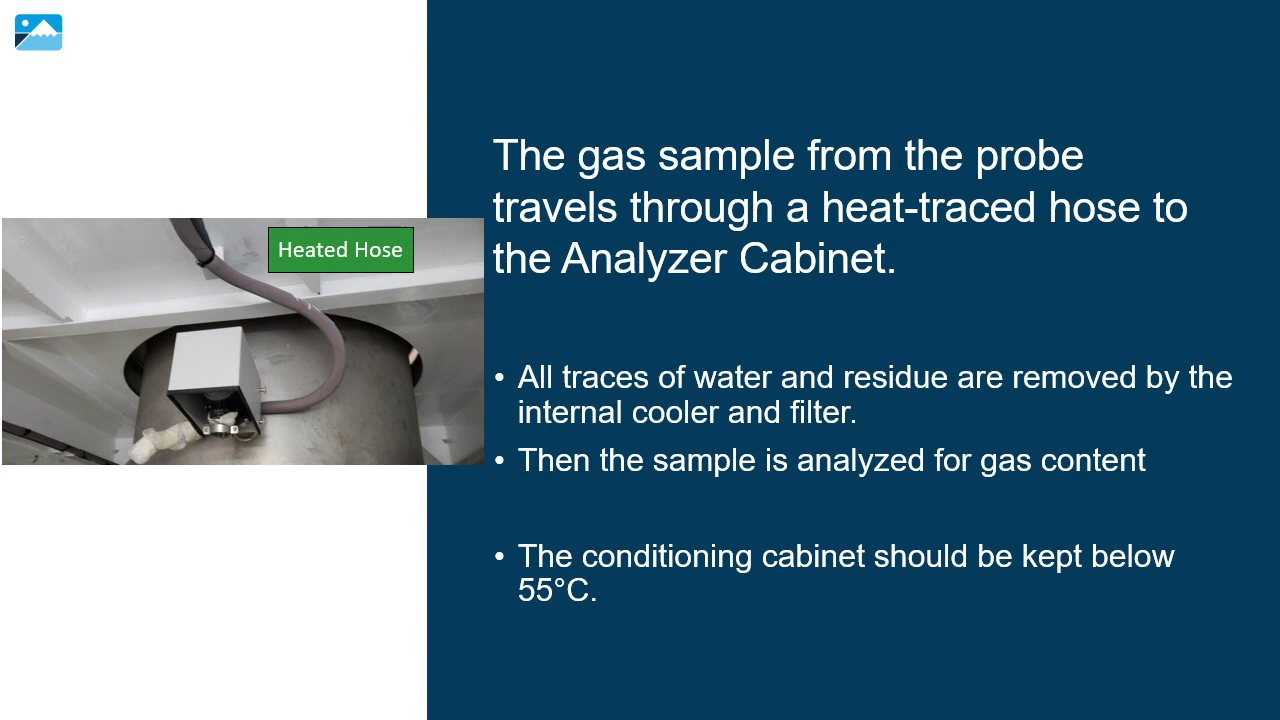 Heated Hose
The gas sample from the probe
travels through a heat-traced hose to
the Analyzer Cabinet.
• All traces of water and residue are removed by the
internal cooler and filter.
• Then the sample is analyzed for gas content
• The conditioning cabinet should be kept below
55°C.